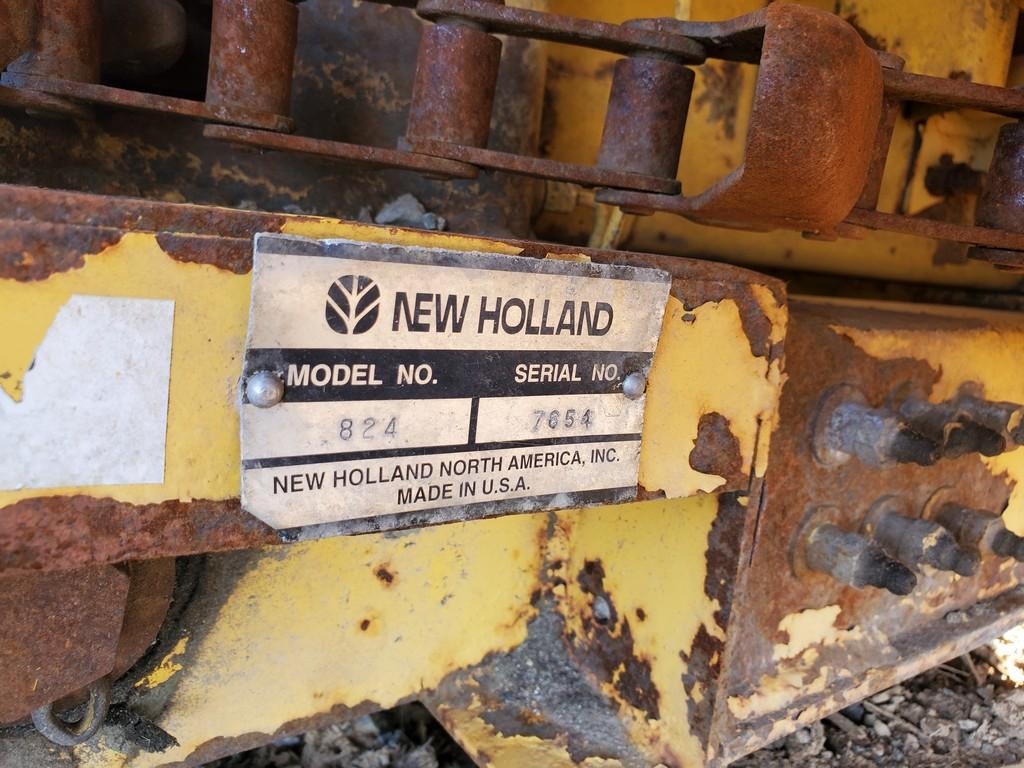 NEW HOLLAND
MODEL NO. SERIAL NO.
824 7654
NEW HOLLAND NORTH AMERICA, INC.
MADE IN U.S.A.